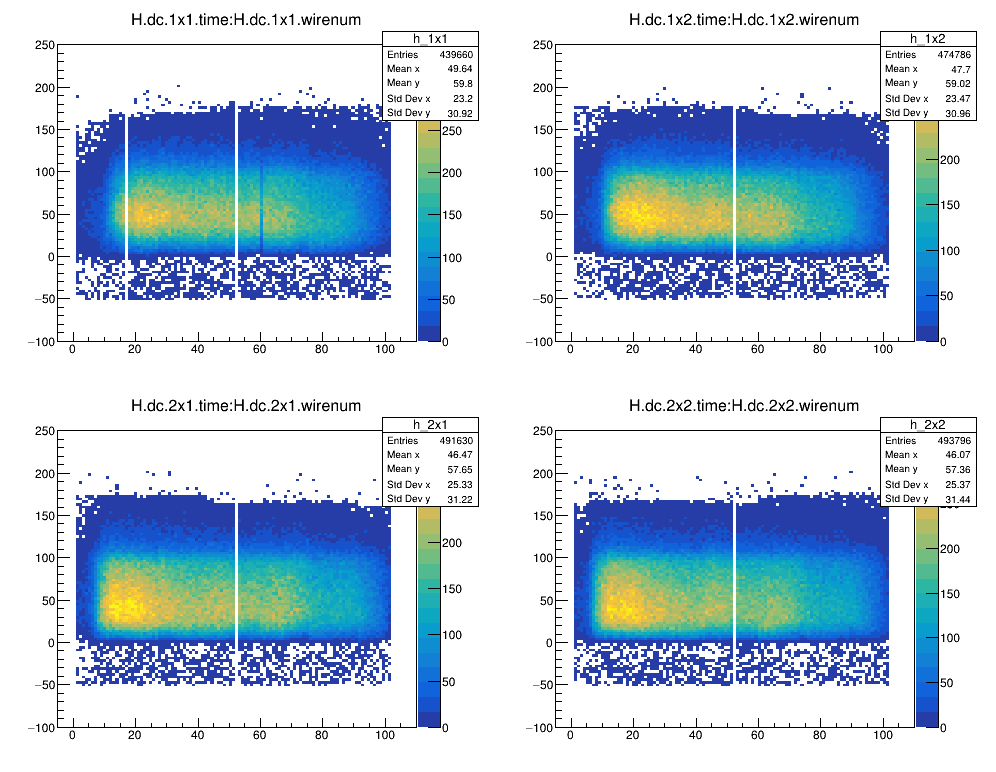 H.dc.1x1.time:H.dc.1x1.wirenum
h_1x1
Entries 439660
Mean x 49.64
Mean y 59.8
Std Dev x 23.2
Std Dev y 30.92
250
200
150
100
50
0
−50
−100
0 20 40 60 80 100
250
200
150
100
50
0
H.dc.1x2.time:H.dc.1x2.wirenum
h_1x2
Entries 474786
Mean x 47.7
Mean y 59.02
Std Dev x 23.47
Std Dev y 30.96
250
200
150
100
50
0
−50
−100
0 20 40 60 80 100
200
150
100
50
0
H.dc.2x1.time:H.dc.2x1.wirenum
h_2x1
Entries 491630
Mean x 46.47
Mean y 57.65
Std Dev x 25.33
Std Dev y 31.22
250
200
150
100
50
0
−50
−100
0 20 40 60 80 100
200
150
100
50
0
H.dc.2x2.time:H.dc.2x2.wirenum
h_2x2
Entries 493796
Mean x 46.07
Mean y 57.36
Std Dev x 25.37
Std Dev y 31.44
250
200
150
100
50
0
−50
−100
0 20 40 60 80 100
200
150
100
50
0